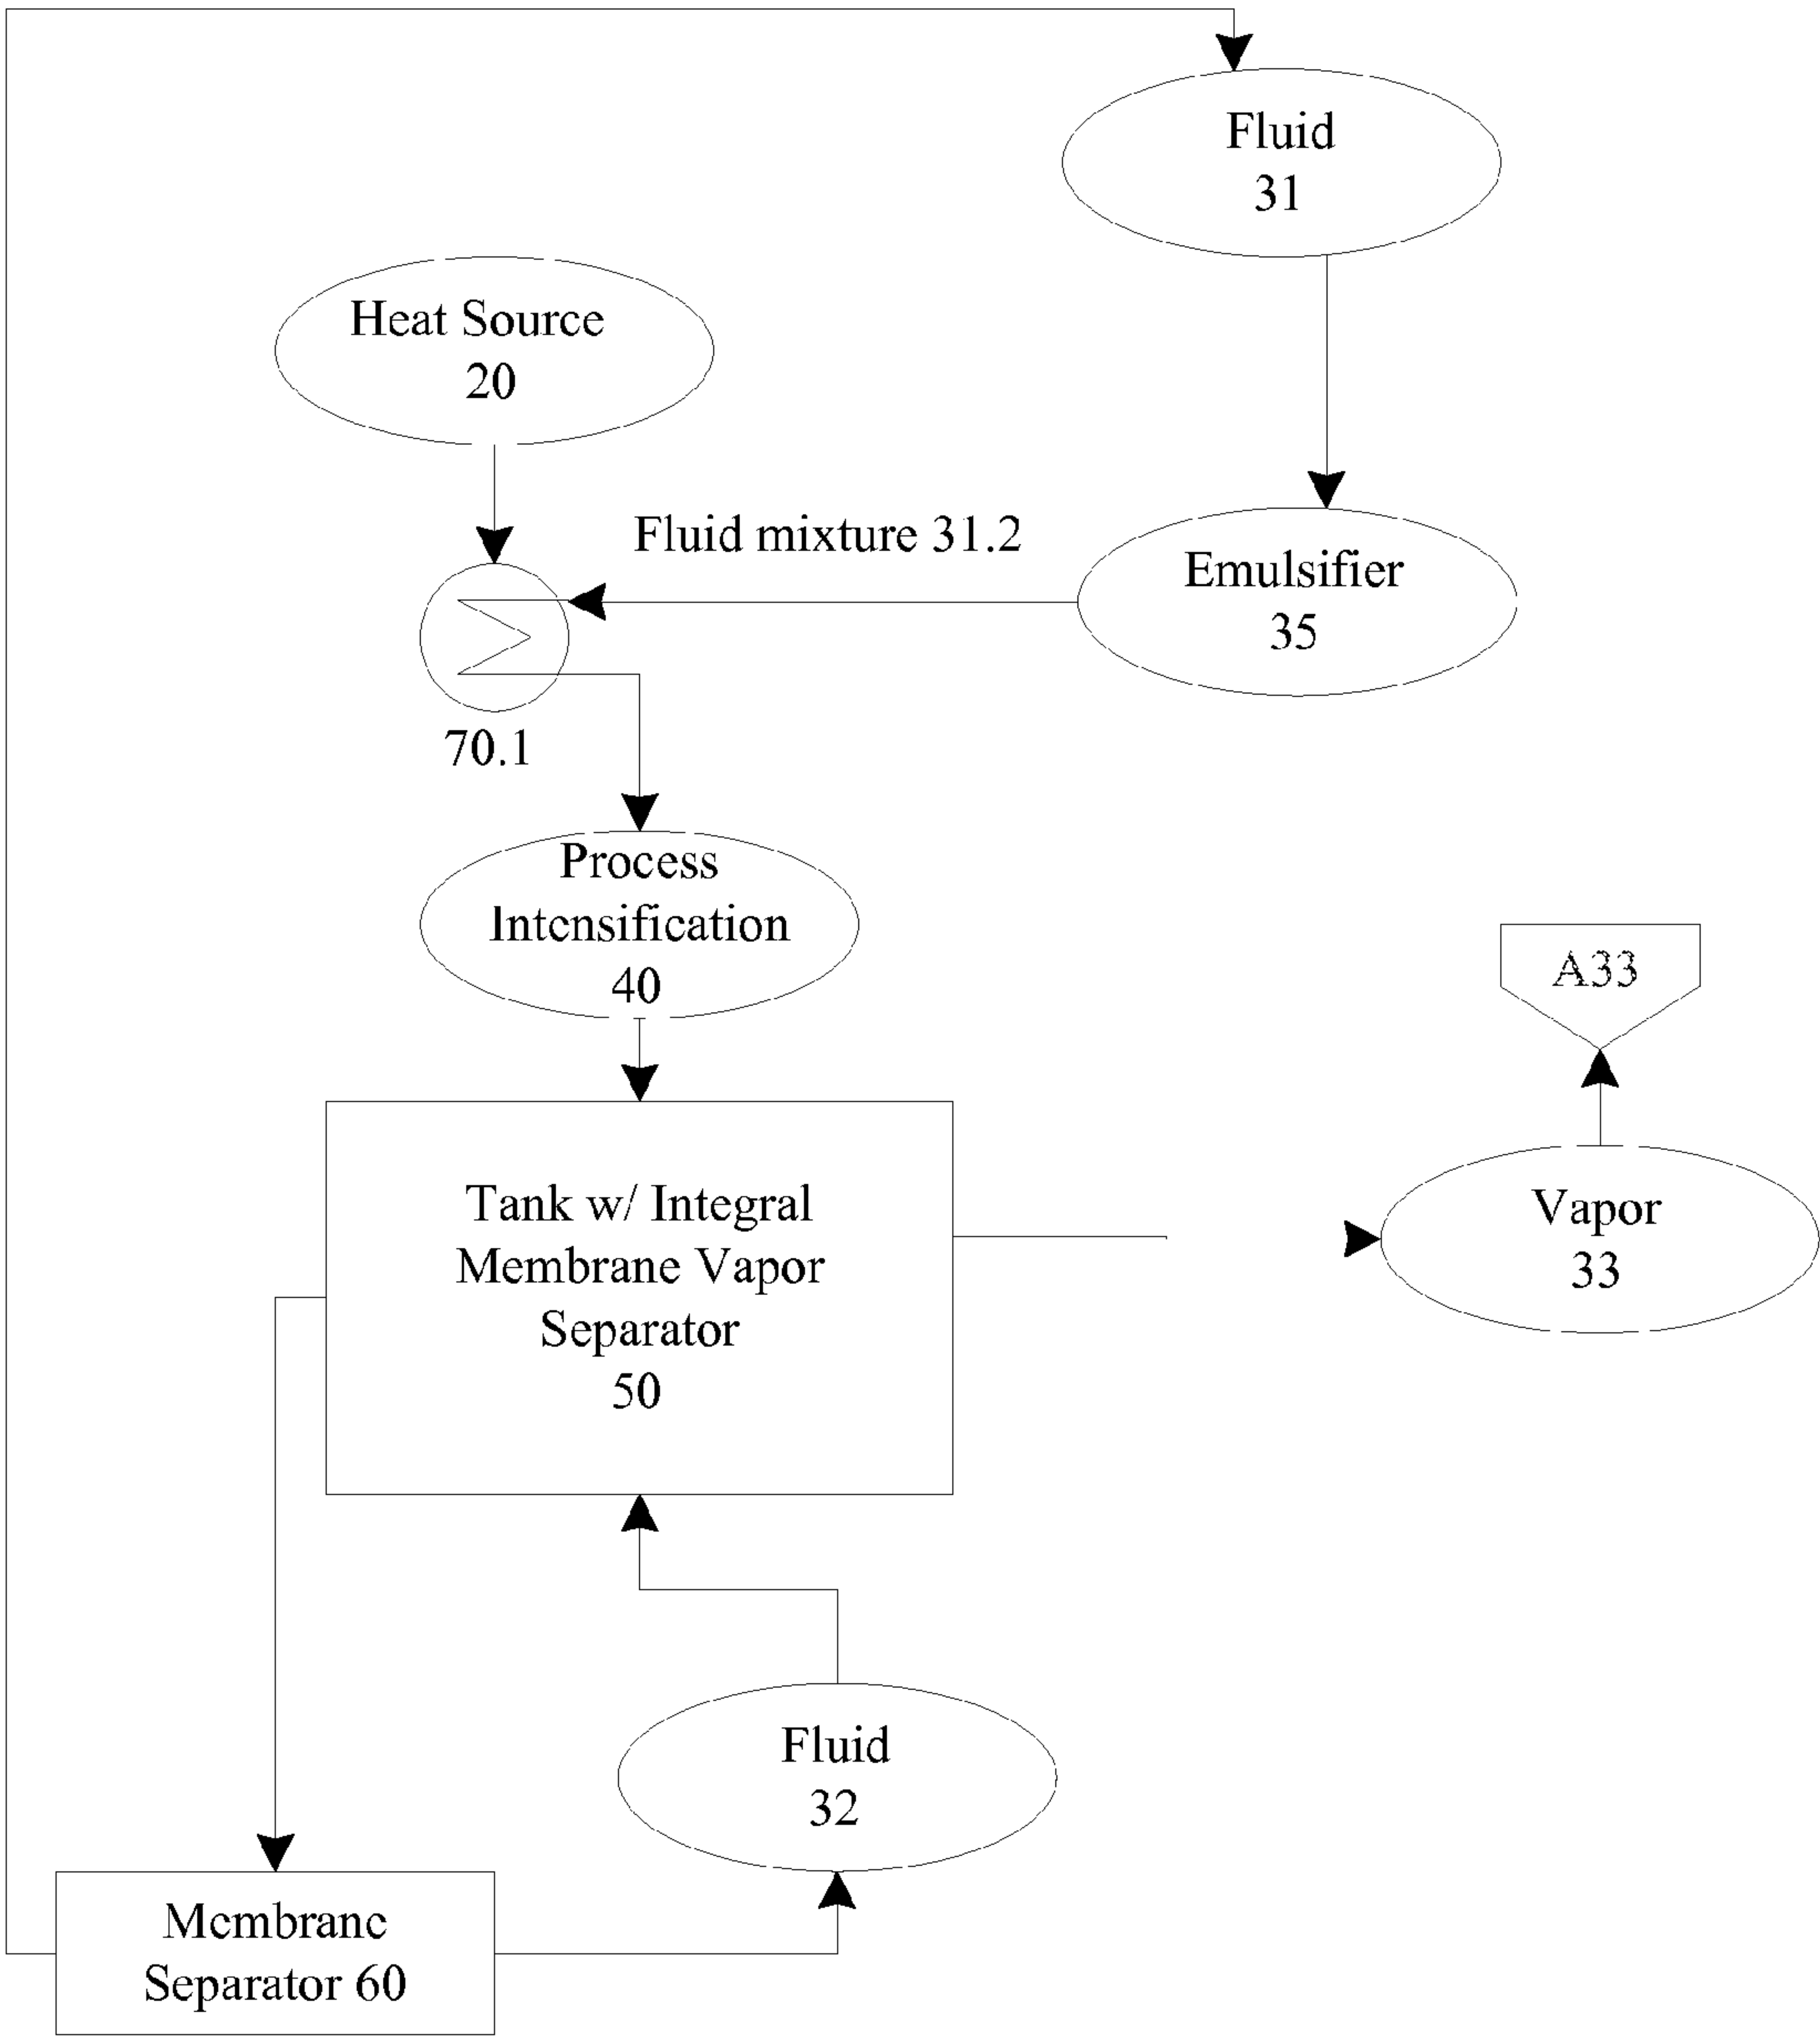 Fluid
31
Heat Source
20
Fluid mixture 31.2
Emulsifier
35
70.1
Process
Intensification
40
A33
Tank w/ Integral
Membrane Vapor
Separator
50
Vapor
33
Fluid
32
Membrane
Separator 60